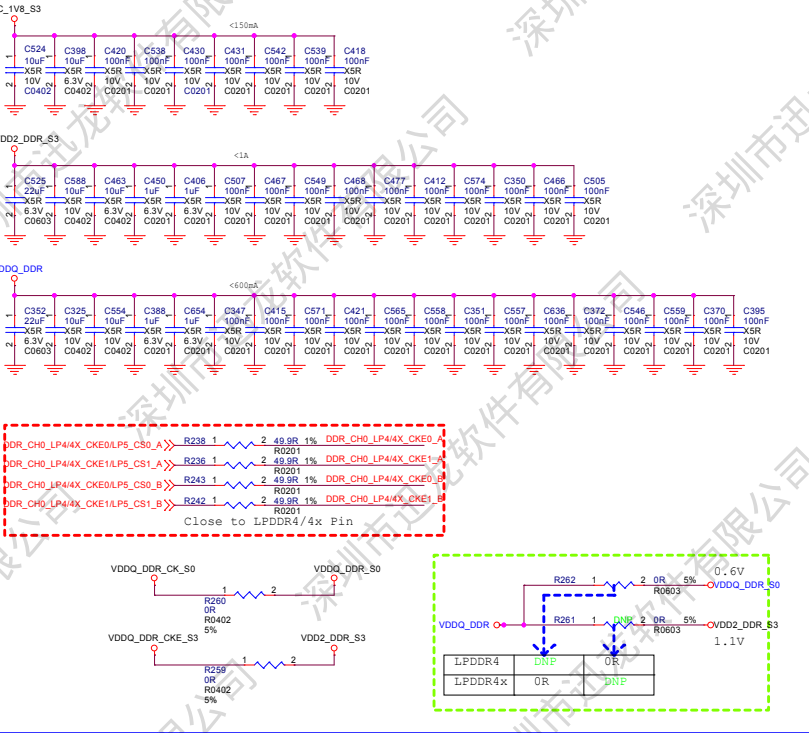 C_1V8_S3
<150mA
C524 C398 C420 C538 C430 C431 C542 C539 C418
10uF 10uF 100nF 100nF 100nF 100nF 100nF 100nF 100nF
X5R X5R X5R X5R X5R X5R X5R X5R X5R
10V 6.3V 10V 10V 10V 10V 10V 10V 10V
C0402 C0402 C0201 C0201 C0201 C0201 C0201 C0201 C0201
VDD2_DDR_S3
<1A
C525 C588 C463 C450 C406 C507 C467 C549 C468 C477 C412 C574 C350 C466 C505
22uF 10uF 10uF 1uF 1uF 100nF 100nF 100nF 100nF 100nF 100nF 100nF 100nF 100nF 100nF
X5R X5R X5R X5R X5R X5R X5R X5R X5R X5R X5R X5R X5R X5R X5R
6.3V 10V 6.3V 6.3V 6.3V 10V 10V 10V 10V 10V 10V 10V 10V 10V 10V
C0603 C0402 C0402 C0201 C0201 C0201 C0201 C0201 C0201 C0201 C0201 C0201 C0201 C0201 C0201
VDDQ_DDR
<600mA
C352 C325 C554 C388 C654 C347 C415 C571 C421 C565 C558 C351 C557 C636 C372 C546 C559 C370 C395
22uF 10uF 10uF 1uF 1uF 100nF 100nF 100nF 100nF 100nF 100nF 100nF 100nF 100nF 100nF 100nF 100nF 100nF 100nF
X5R X5R X5R X5R X5R X5R X5R X5R X5R X5R X5R X5R X5R X5R X5R X5R X5R X5R X5R
6.3V 10V 10V 6.3V 6.3V 10V 10V 10V 10V 10V 10V 10V 10V 10V 10V 10V 10V 10V 10V
C0603 C0402 C0402 C0201 C0201 C0201 C0201 C0201 C0201 C0201 C0201 C0201 C0201 C0201 C0201 C0201 C0201 C0201 C0201
DDR_CH0_LP4/4X_CKE0/LP5_CS0_A R238 1 2 49.9R 1% DDR_CH0_LP4/4X_CKE0_A
R0201
DDR_CH0_LP4/4X_CKE1/LP5_CS1_A R236 1 2 49.9R 1% DDR_CH0_LP4/4X_CKE1_A
R0201
DDR_CH0_LP4/4X_CKE0/LP5_CS0_B R243 1 2 49.9R 1% DDR_CH0_LP4/4X_CKE0_B
R0201
DDR_CH0_LP4/4X_CKE1/LP5_CS1_B R242 1 2 49.9R 1% DDR_CH0_LP4/4X_CKE1_B
R0201
Close to LPDDR4/4x Pin
VDDQ_DDR_CK_S0 VDDQ_DDR_S0
1 2
R260
0R
R0402
5%
VDDQ_DDR_CKE_S3 VDD2_DDR_S3
1 2
R259
0R
R0402
5%
0.6V
R262 1 2 0R 5% VDDQ_DDR_S0
R0603
VDDQ_DDR R261 1 DNP 2 0R 5% VDD2_DDR_S3
R0603
1.1V
LPDDR4 DNP 0R
LPDDR4x 0R DNP
深圳市迅龙软件有限公司